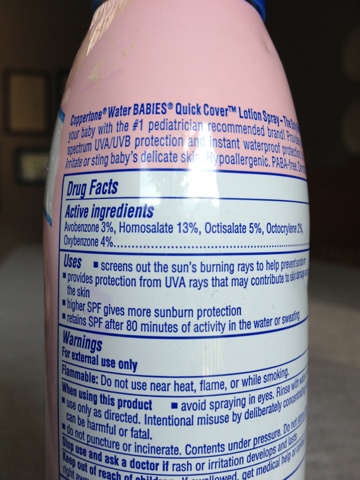 Coppertone® Water BABIES® Quick Cover™ Lotion Spray – The
your baby with the #1 pediatrician recommended brand!
spectrum UVA/UVB protection and instant waterproof
irritate or sting baby's delicate skin. Hypoallergenic. PABA-free.
Drug Facts
Active ingredients
Avobenzone 3%, Homosalate 13%, Octisalate 5%, Octocrylene 2%,
Oxybenzone 4%
Uses ■ screens out the sun's burning rays to help prevent
■ provides protection from UVA rays that may contribute to
the skin
■ higher SPF gives more sunburn protection
■ retains SPF after 80 minutes of activity in the water or sweating
Warnings
For external use only
Flammable: Do not use near heat, flame, or while smoking.
When using this product ■ avoid spraying in eyes. Rinse with
■ use only as directed. Intentional misuse by deliberately
can be harmful or fatal.
■ do not puncture or incinerate. Contents under pressure. Do not
Stop use and ask a doctor if rash or irritation develops and
Keep out of reach of children. If swallowed, get medical help or
right away